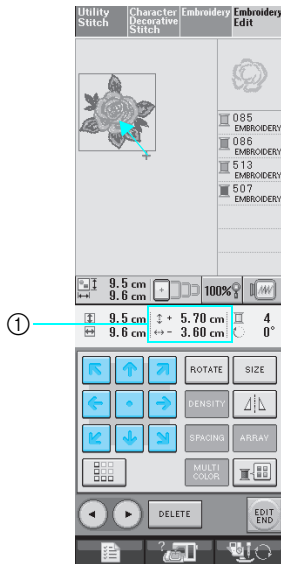 Utility Stitch
Character Decorative Stitch
Embroidery
Embroidery Edit
085
EMBROIDERY
086
EMBROIDERY
513
EMBROIDERY
507
EMBROIDERY
9.5 cm
9.6 cm
100%
①
9.5 cm
9.6 cm
+ 5.70 cm
- 3.60 cm
4
0°
ROTATE
SIZE
DENSITY
SPACING
ARRAY
MULTI COLOR
DELETE
EDIT END
?